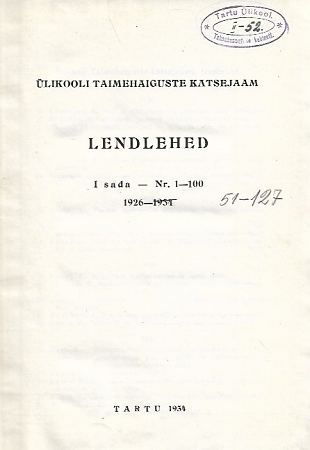 Tartu Ülikool.
I-52.
ÜLIKOOLI TAIMEHAIGUSTE KATSEJAAM
LENDLEHED
I sada — Nr. 1—100
1926—1934
51-127
TARTU 1934